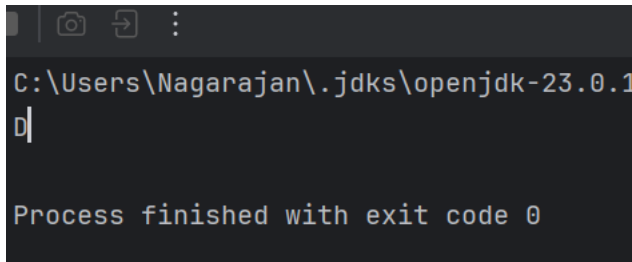 C:\Users\Nagarajan\.jdks\openjdk-23.0.1
D
Process finished with exit code 0